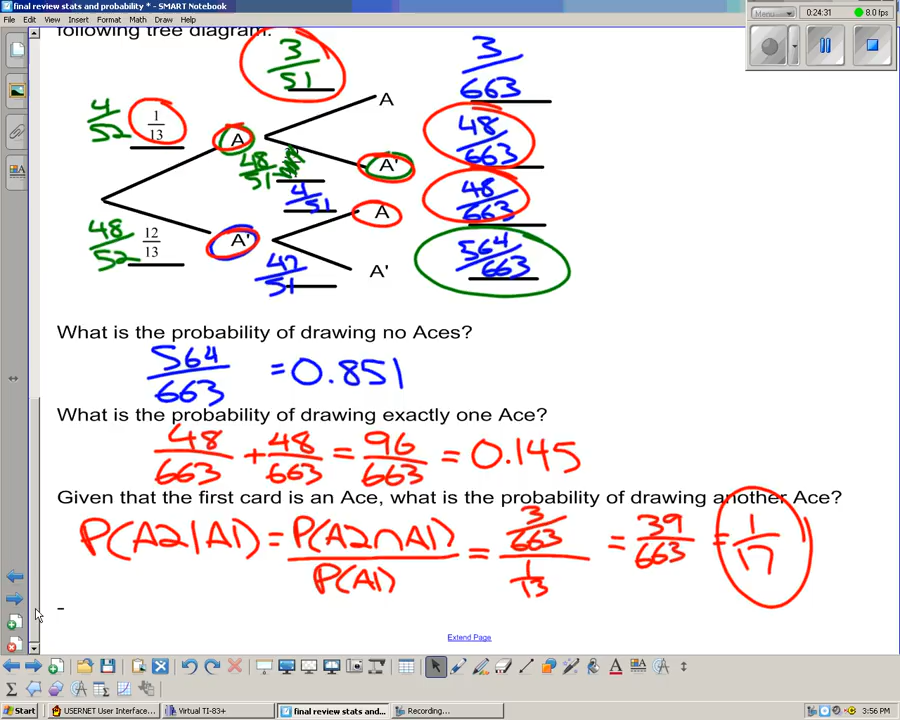 final review stats and probability * - SMART Notebook
File Edit View Insert Format Math Draw Help
Menu 00:24:31 8.0 fps
following tree diagram.
3/51
3/663
A
4/52 1/13
A
48/663
48/51
A'
4/51
A
48/663
48/52 12/13
A'
47/51
A'
564/663
What is the probability of drawing no Aces?
564/663 = 0.851
What is the probability of drawing exactly one Ace?
48/663 + 48/663 = 96/663 = 0.145
Given that the first card is an Ace, what is the probability of drawing another Ace?
P(A2|A1) = P(A2∩A1)/P(A1) = 3/663 / 1/13 = 39/663 = 1/17
Extend Page
Start USERNET User Interface... Virtual TI-83+ final review stats and... Recording... 3:56 PM